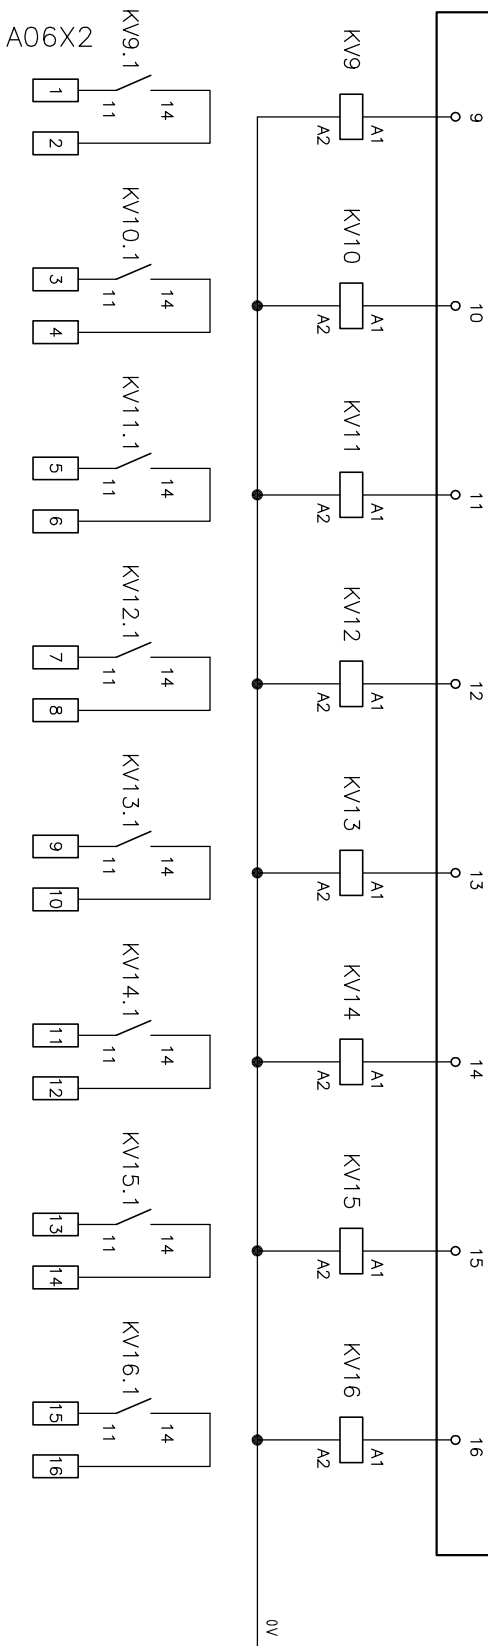 A06X2
KV9.1
1
11
14
2
KV9
A2
A1
9
KV10.1
3
11
14
4
KV10
A2
A1
10
KV11.1
5
11
14
6
KV11
A2
A1
11
KV12.1
7
11
14
8
KV12
A2
A1
12
KV13.1
9
11
14
10
KV13
A2
A1
13
KV14.1
11
11
14
12
KV14
A2
A1
14
KV15.1
13
11
14
14
KV15
A2
A1
15
KV16.1
15
11
14
16
KV16
A2
A1
16
0V